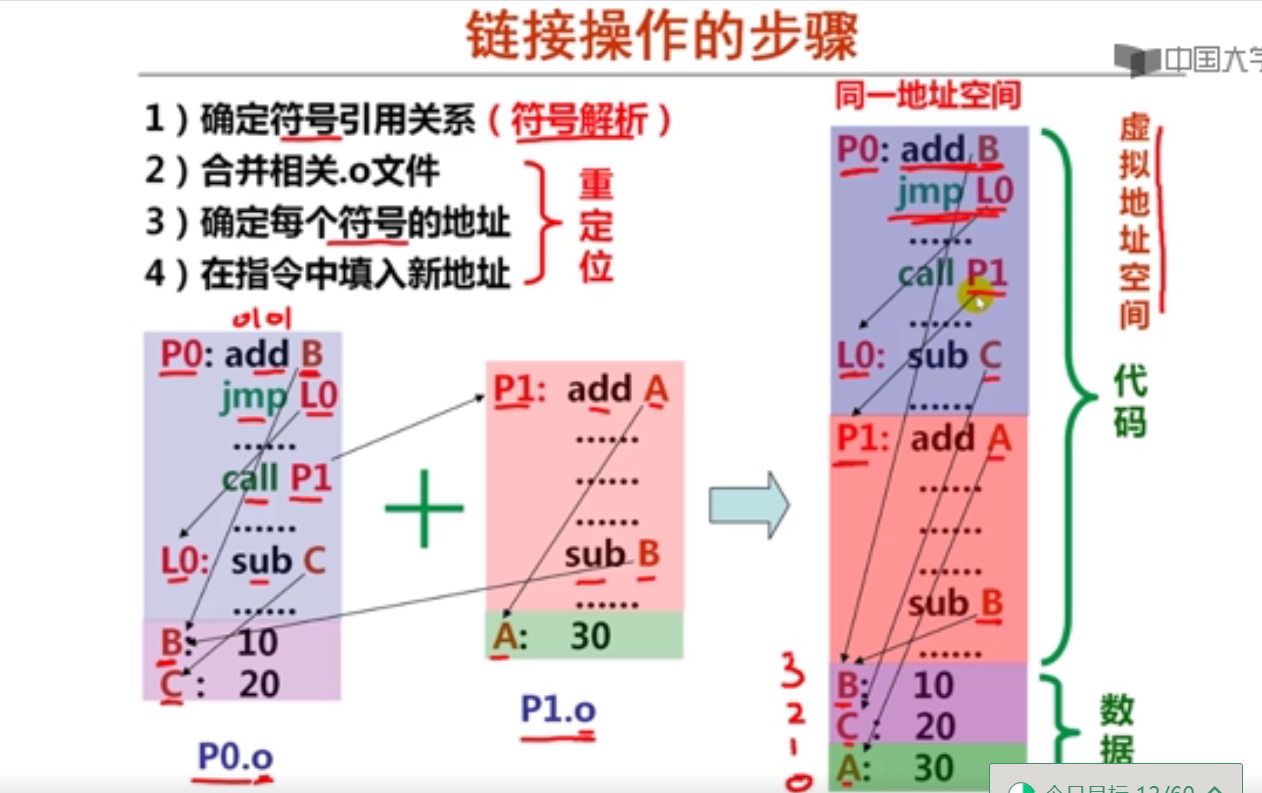 链接操作的步骤
中国大学
1）确定符号引用关系（符号解析）
2）合并相关.o文件
3）确定每个符号的地址
4）在指令中填入新地址
重定位
0101
P0: add B
jmp L0
......
call P1
......
L0: sub C
......
B: 10
C: 20
P0.o
+
P1: add A
......
......
......
sub B
......
A: 30
P1.o
同一地址空间
P0: add B
jmp L0
......
call P1
......
L0: sub C
......
P1: add A
......
......
......
sub B
......
B: 10
C: 20
A: 30
3
2
1
0
虚拟地址空间
代码
数据
今日目标 12/60